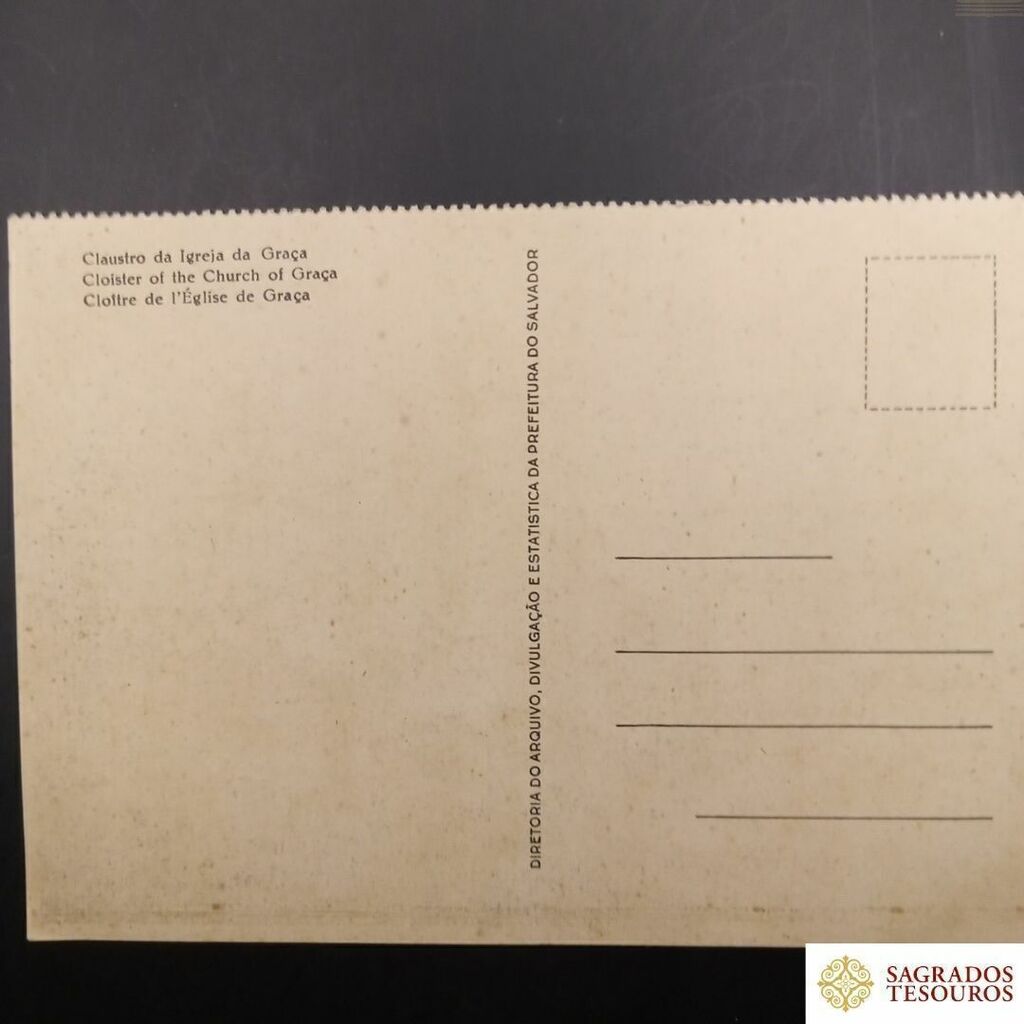 Claustro da Igreja da Graça
Cloister of the Church of Graça
Cloître de l'Église de Graça
DIRETORIA DO ARQUIVO, DIVULGAÇÃO E ESTATISTICA DA PREFEITURA DO SALVADOR
SAGRADOS
TESOUROS